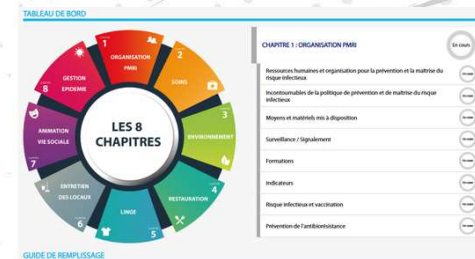 TABLEAU DE BORD
1
ORGANISATION
PMRI
2
SOINS
3
ENVIRONNEMENT
4
RESTAURATION
5
LINGE
6
ENTRETIEN
DES LOCAUX
7
ANIMATION
VIE SOCIALE
8
GESTION
EPIDEMIE
LES 8
CHAPITRES
CHAPITRE 1 : ORGANISATION PMRI
En cours
Ressources humaines et organisation pour la prévention et la maîtrise du
risque infectieux
Incontournables de la politique de prévention et de maîtrise du risque
infectieux
Moyens et matériels mis à disposition
Surveillance / Signalement
Formations
Indicateurs
Risque infectieux et vaccination
Prévention de l'antibiorésistance
GUIDE DE REMPLISSAGE